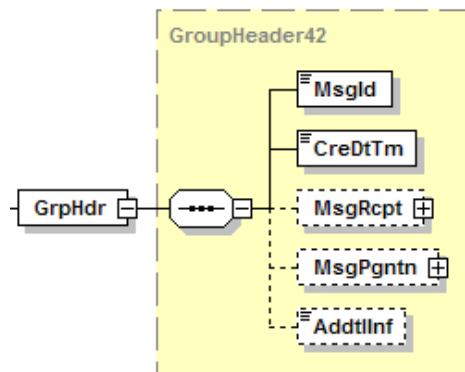 GroupHeader42
MsgId
CreDtTm
GrpHdr
MsgRcpt
MsgPgntn
AddtlInf